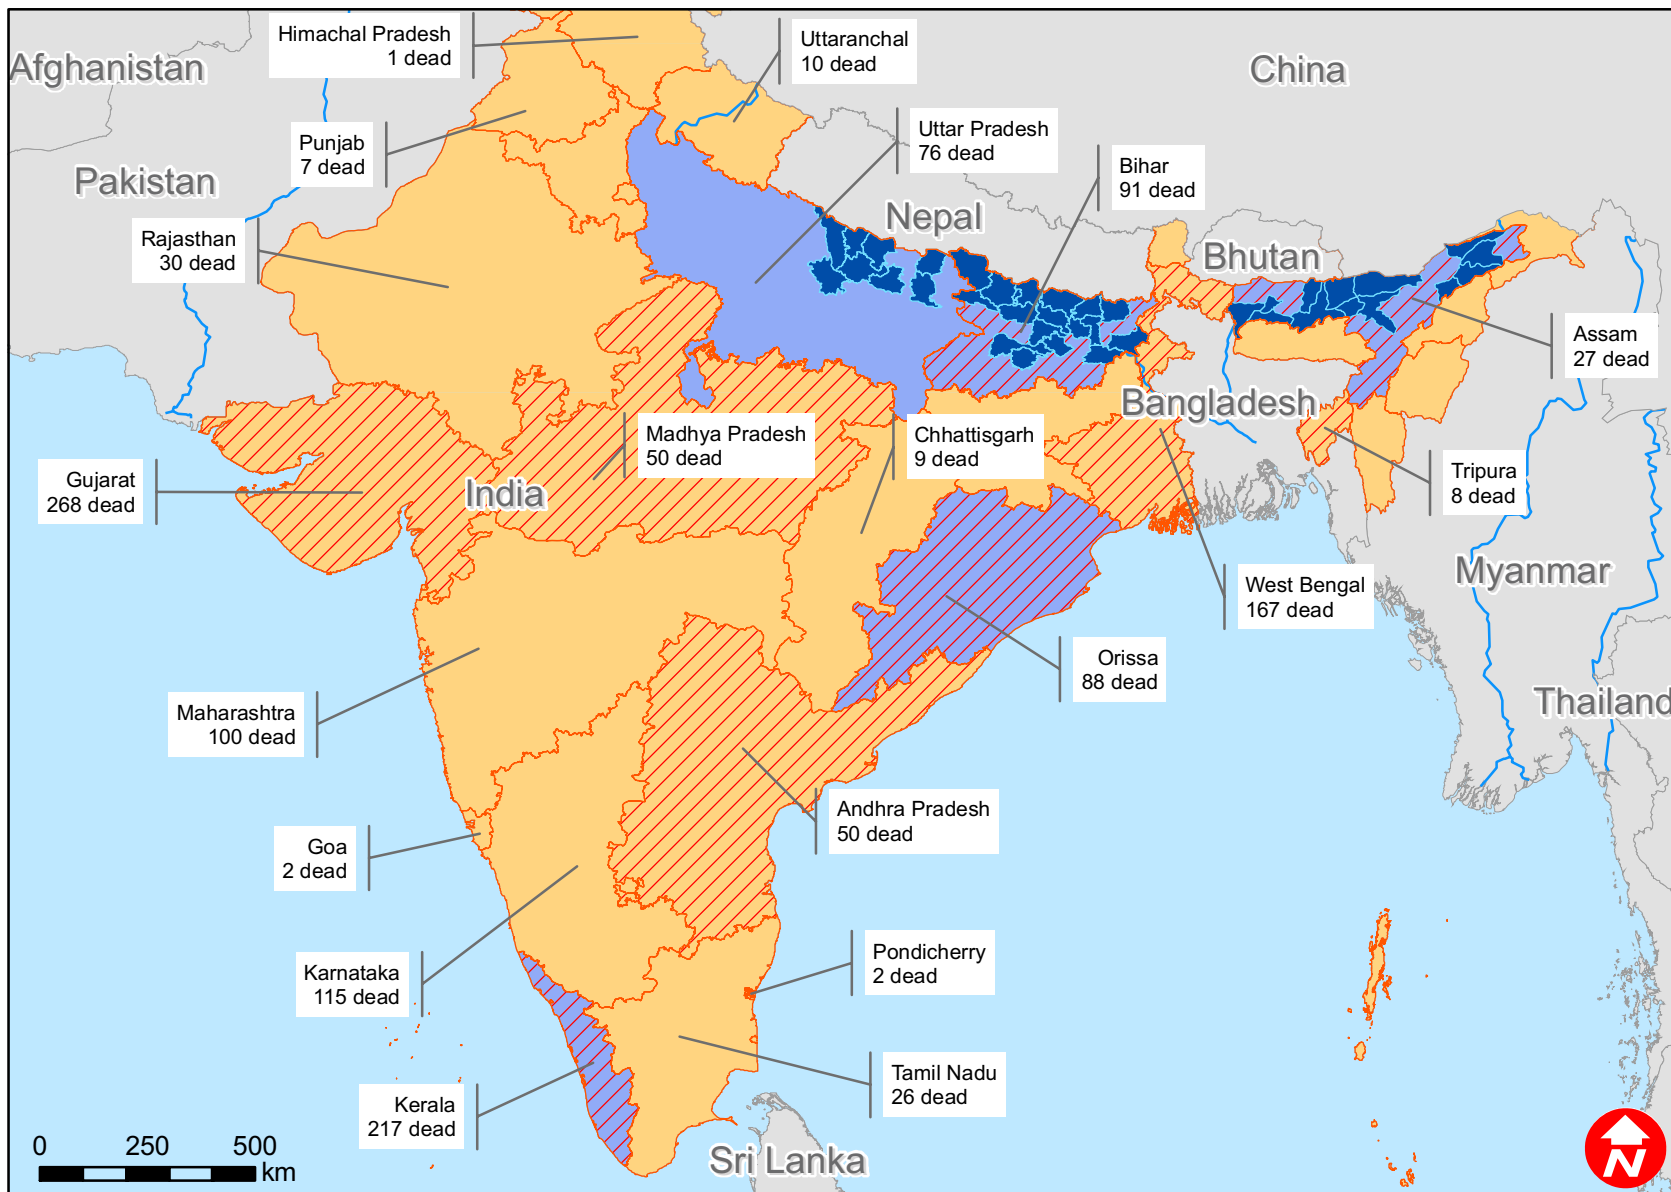 Himachal Pradesh
1 dead
Uttaranchal
10 dead
Afghanistan
China
Punjab
7 dead
Uttar Pradesh
76 dead
Bihar
91 dead
Pakistan
Nepal
Rajasthan
30 dead
Bhutan
Assam
27 dead
Bangladesh
Madhya Pradesh
50 dead
Chhattisgarh
9 dead
Gujarat
268 dead
India
Tripura
8 dead
Myanmar
West Bengal
167 dead
Orissa
88 dead
Maharashtra
100 dead
Thailand
Andhra Pradesh
50 dead
Goa
2 dead
Karnataka
115 dead
Pondicherry
2 dead
Tamil Nadu
26 dead
Kerala
217 dead
0 250 500
km
Sri Lanka
N